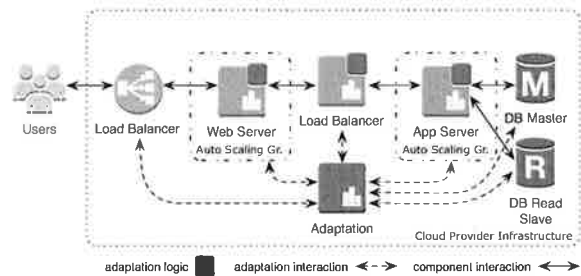 Users
Load Balancer
Web Server
Auto Scaling Gr.
Load Balancer
App Server
Auto Scaling Gr.
M
DB Master
R
DB Read
Slave
Adaptation
Cloud Provider Infrastructure
adaptation logic
adaptation interaction
component interaction